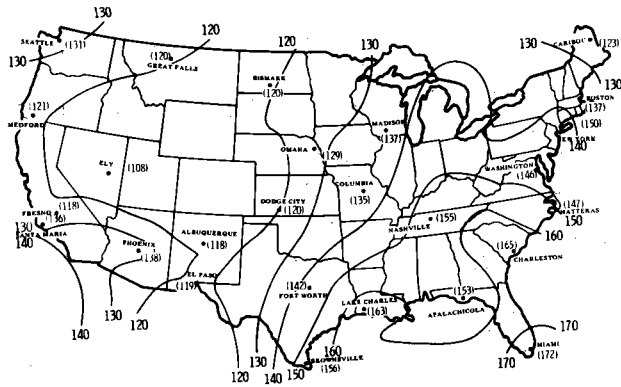 130
120
120
130
130
SEATTLE (131)
CARIBOU (123)
130
(120)
GREAT FALLS
BISMARK
(120)
130
(121)
MEDFORD
BOSTON
(137)
(150)
NEW YORK
140
MADISON
(137)
OMAHA (129)
ELY (108)
WASHINGTON
(146)
COLUMBIA
(135)
(118)
FRESNO
(136)
DODGE CITY
(120)
(147)
HATTERAS
150
NASHVILLE (155)
130
140
SANTA MARIA
PHOENIX
(138)
ALBUQUERQUE
(118)
160
(165)
CHARLESTON
EL PASO
(119)
(142)
FORT WORTH
LAKE CHARLES
(163)
(153)
APALACHICOLA
140
130
120
120
130
140
150
160
BROWNSVILLE
(156)
170
170
MIAMI
(172)